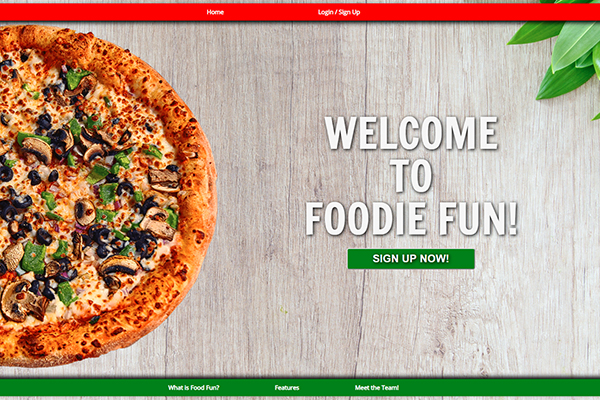 Home Login / Sign Up
WELCOME
TO
FOODIE FUN!
SIGN UP NOW!
What is Food Fun? Features Meet the Team!